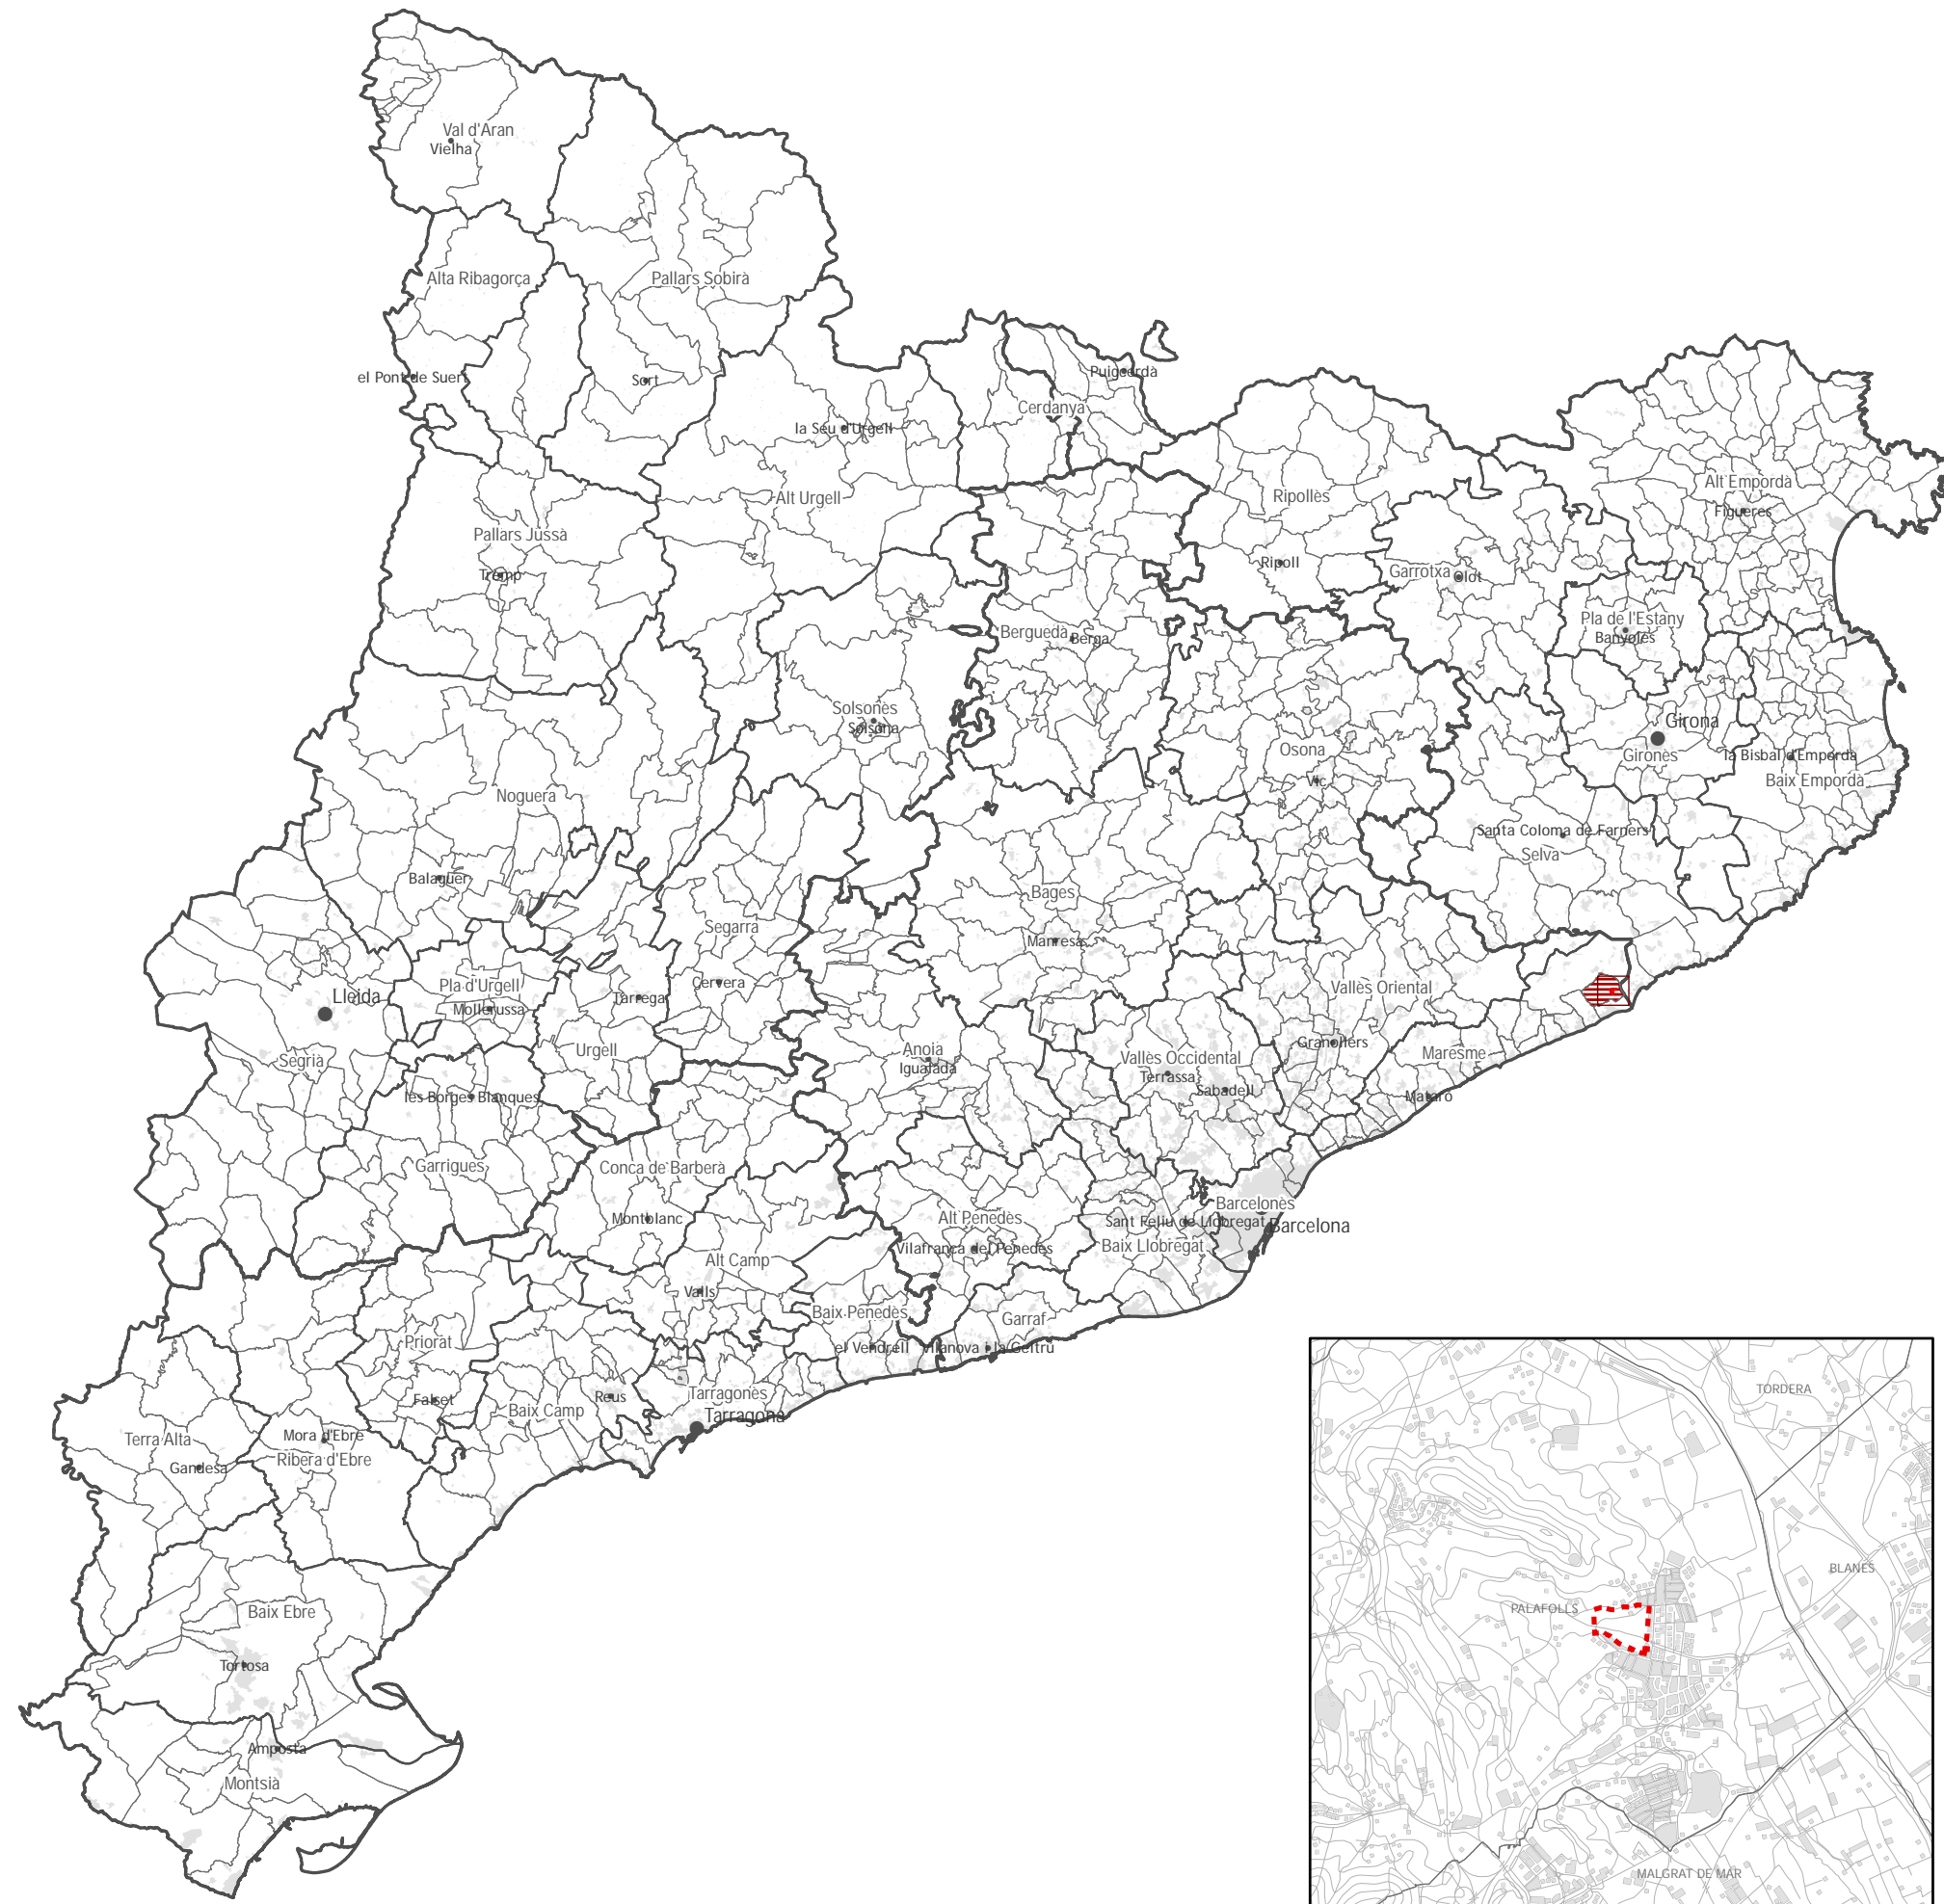 Val d'Aran
Vielha
Alta Ribagorça
Pallars Sobirà
el Pont de Suert
Sort
Puigcerdà
Cerdanya
la Seu d'Urgell
Alt Urgell
Ripollès
Alt Empordà
Figueres
Pallars Jussà
Tremp
Ripoll
Garrotxa
Olot
Pla de l'Estany
Banyoles
Berguedà
Berga
Solsonès
Solsona
Girona
Osona
Gironès
la Bisbal d'Empordà
Vic
Baix Empordà
Noguera
Santa Coloma de Farners
Selva
Balaguer
Bages
Segarra
Manresa
Cervera
Pla d'Urgell
Vallès Oriental
Lleida
Tàrrega
Mollerussa
Granollers
Urgell
Anoia
Maresme
Segrià
Vallès Occidental
Igualada
Terrassa
les Borges Blanques
Sabadell
Mataró
Garrigues
Conca de Barberà
Barcelonès
Montblanc
Alt Penedès
Sant Feliu de Llobregat
Barcelona
Vilafranca del Penedès
Baix Llobregat
Alt Camp
Valls
Baix Penedès
Garraf
Priorat
el Vendrell
Vilanova i la Geltrú
Tarragonès
TORDERA
Falset
Reus
Baix Camp
Tarragona
Mora d'Ebre
Terra Alta
Ribera d'Ebre
Gandesa
BLANES
PALAFOLLS
Baix Ebre
Tortosa
Amposta
Montsià
MALGRAT DE MAR